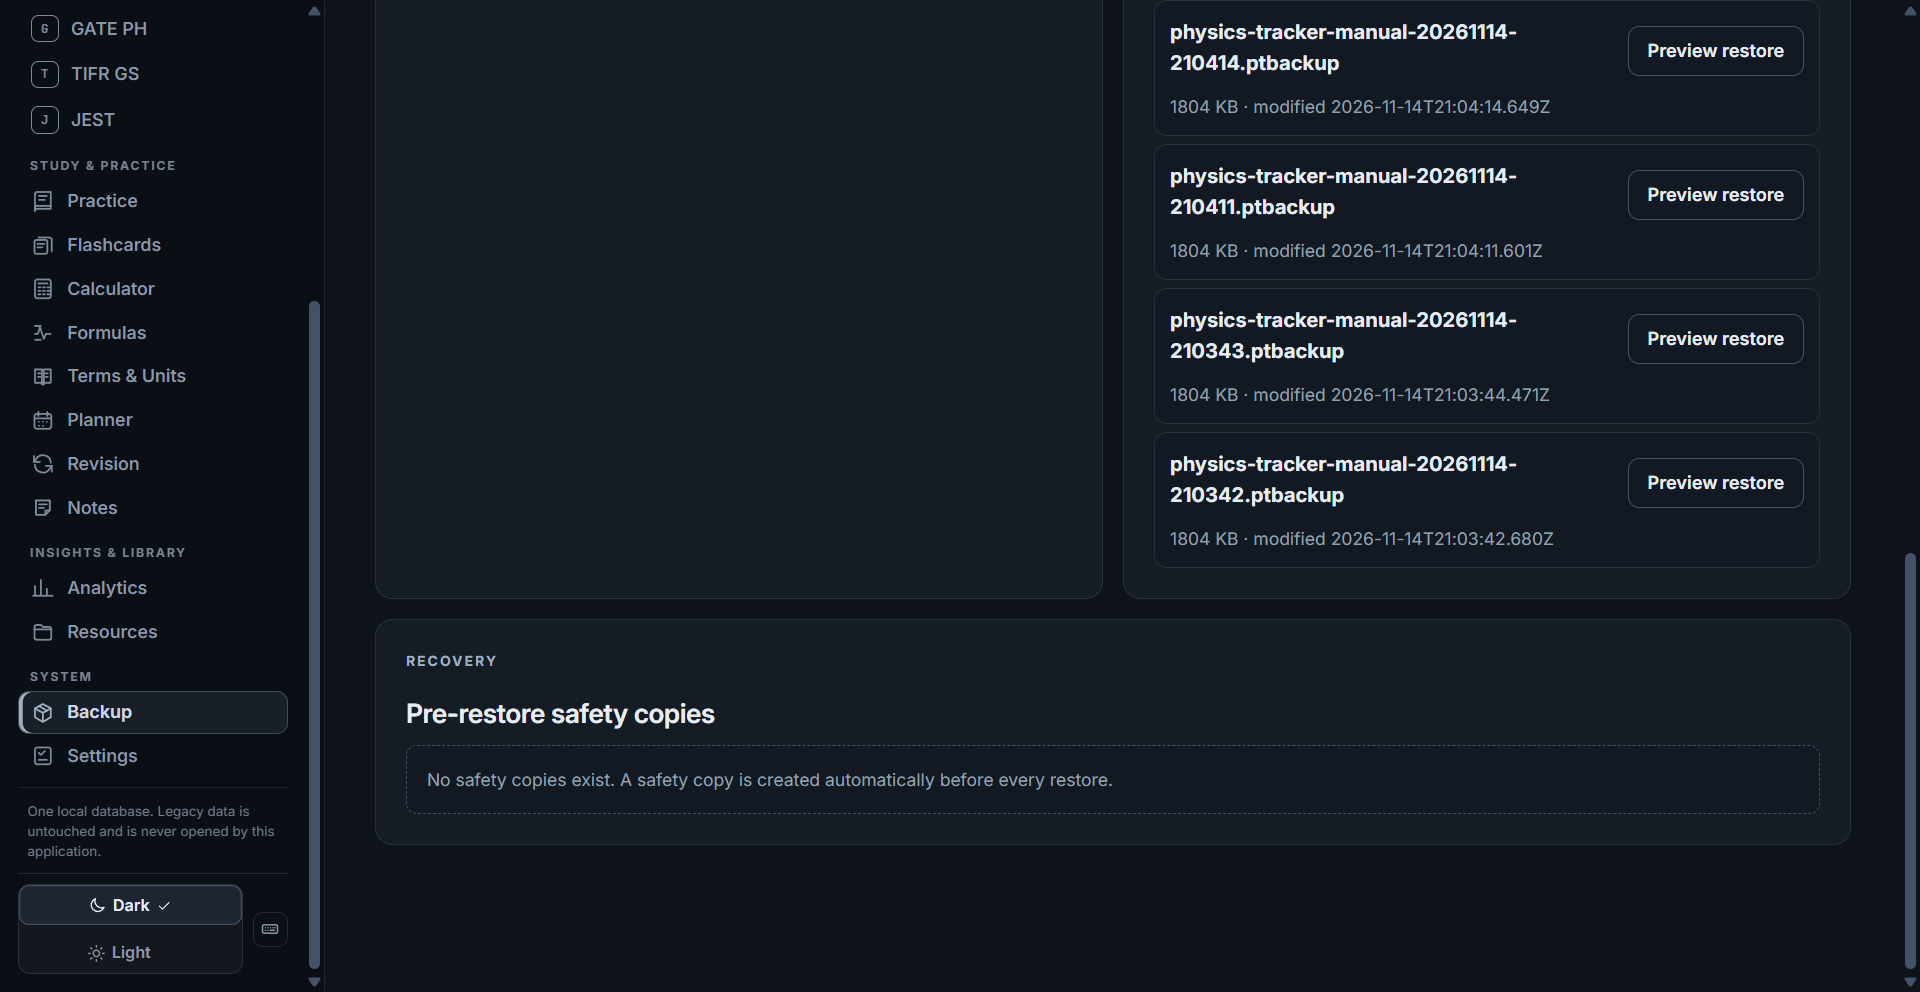 G GATE PH
T TIFR GS
J JEST
STUDY & PRACTICE
Practice
Flashcards
Calculator
Formulas
Terms & Units
Planner
Revision
Notes
INSIGHTS & LIBRARY
Analytics
Resources
SYSTEM
Backup
Settings
One local database. Legacy data is
untouched and is never opened by this
application.
Dark
Light
physics-tracker-manual-20261114-
210414.ptbackup
Preview restore
1804 KB · modified 2026-11-14T21:04:14.649Z
physics-tracker-manual-20261114-
210411.ptbackup
Preview restore
1804 KB · modified 2026-11-14T21:04:11.601Z
physics-tracker-manual-20261114-
210343.ptbackup
Preview restore
1804 KB · modified 2026-11-14T21:03:44.471Z
physics-tracker-manual-20261114-
210342.ptbackup
Preview restore
1804 KB · modified 2026-11-14T21:03:42.680Z
RECOVERY
Pre-restore safety copies
No safety copies exist. A safety copy is created automatically before every restore.